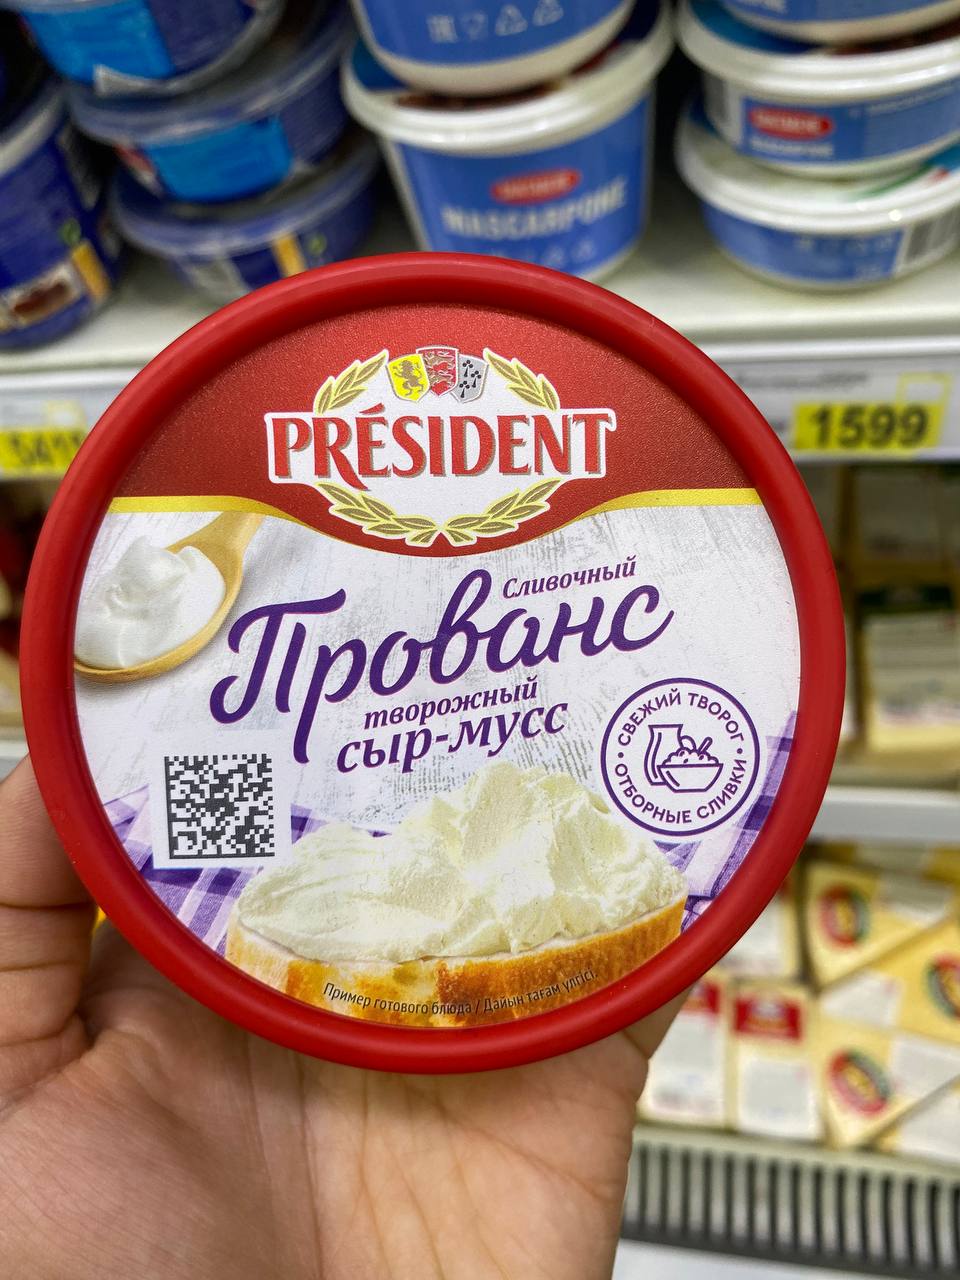 MASCARPONE
1599
PRÉSIDENT
Сливочный
Прованс
творожный
сыр-мусс
СВЕЖИЙ ТВОРОГ
ОТБОРНЫЕ СЛИВКИ
Пример готового блюда / Дайын тағам үлгісі.